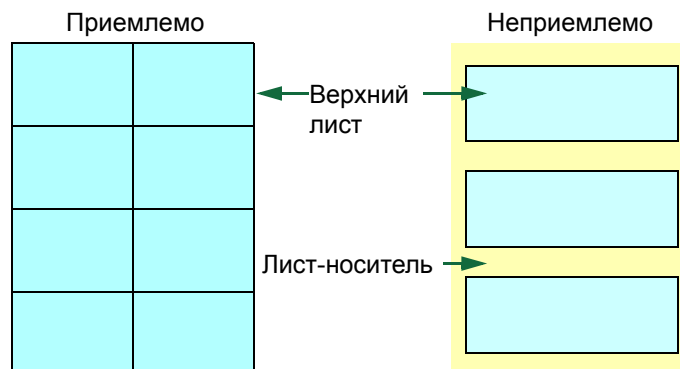 Приемлемо
Неприемлемо
Верхний
лист
Лист-носитель